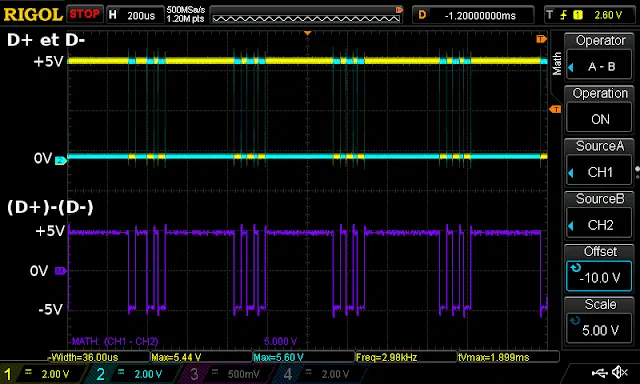 RIGOL STOP H 200us 500MSa/s 1.20M pts D -1.20000000ms T 1 2.60 V
D+ et D-
+5V
0V
2
T
T
(D+)-(D-)
+5V
0V
M
-5V
MATH: (CH1 - CH2) 5.000 V
-Width=36.00us Max=5.44 V Max=5.60 V Freq=2.98kHz tVmax=1.899ms
1 = 2.00 V 2 = 2.00 V 3 = 500mV 4 = 2.00 V
Math
Operator
A - B
Operation
ON
SourceA
CH1
SourceB
CH2
Offset
-10.0 V
Scale
5.00 V